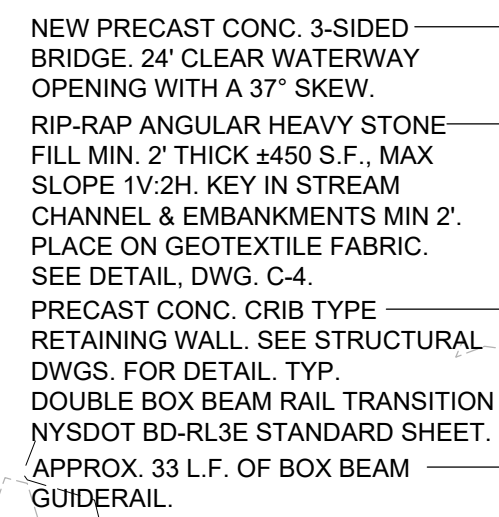 NEW PRECAST CONC. 3-SIDED
BRIDGE. 24' CLEAR WATERWAY
OPENING WITH A 37° SKEW.
RIP-RAP ANGULAR HEAVY STONE
FILL MIN. 2' THICK ±450 S.F., MAX
SLOPE 1V:2H. KEY IN STREAM
CHANNEL & EMBANKMENTS MIN 2'.
PLACE ON GEOTEXTILE FABRIC.
SEE DETAIL, DWG. C-4.
PRECAST CONC. CRIB TYPE
RETAINING WALL. SEE STRUCTURAL
DWGS. FOR DETAIL. TYP.
DOUBLE BOX BEAM RAIL TRANSITION
NYSDOT BD-RL3E STANDARD SHEET.
APPROX. 33 L.F. OF BOX BEAM
GUIDERAIL.